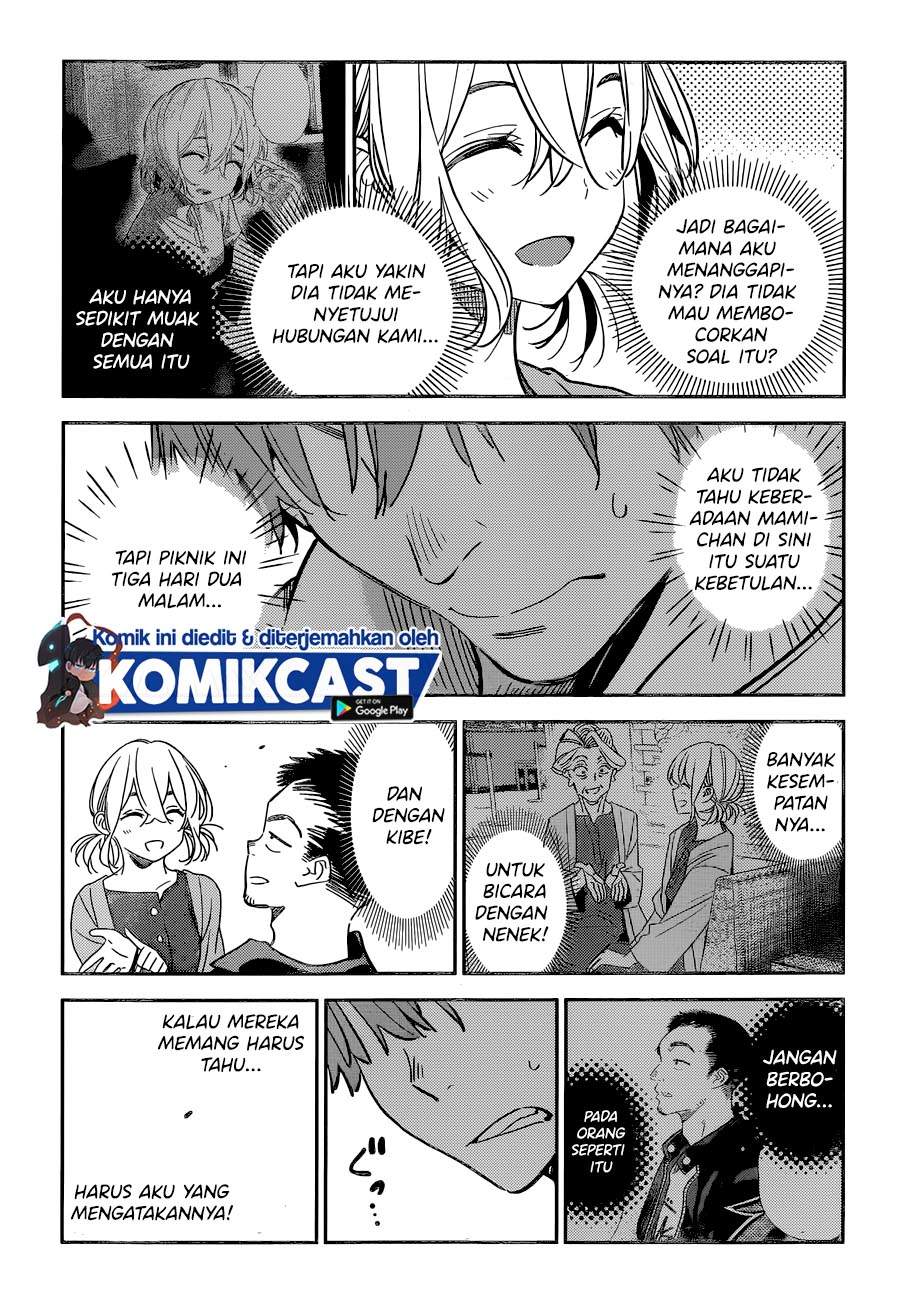 JADI BAGAI-
MANA AKU
MENANGGAPI-
NYA? DIA TIDAK
MAU MEMBO-
CORKAN
SOAL ITU?
TAPI AKU YAKIN
DIA TIDAK ME-
NYETUJUI
HUBUNGAN KAMI...
AKU HANYA
SEDIKIT MUAK
DENGAN
SEMUA ITU
AKU TIDAK
TAHU KEBER-
ADAAN MAMI-
CHAN DI SINI
ITU SUATU
KEBETULAN...
TAPI PIKNIK INI
TIGA HARI DUA
MALAM...
Komik ini diedit & diterjemahkan oleh
KOMIKCAST
GET IT ON
Google Play
BANYAK
KESEM-
PATAN
NYA...
UNTUK
BICARA
DENGAN
NENEK!
DAN
DENGAN
KIBE!
JANGAN
BERBO-
HONG...
PADA
ORANG
SEPERTI
ITU
ぐっ...
KALAU MEREKA
MEMANG HARUS
TAHU...
HARUS AKU YANG
MENGATAKANNYA!